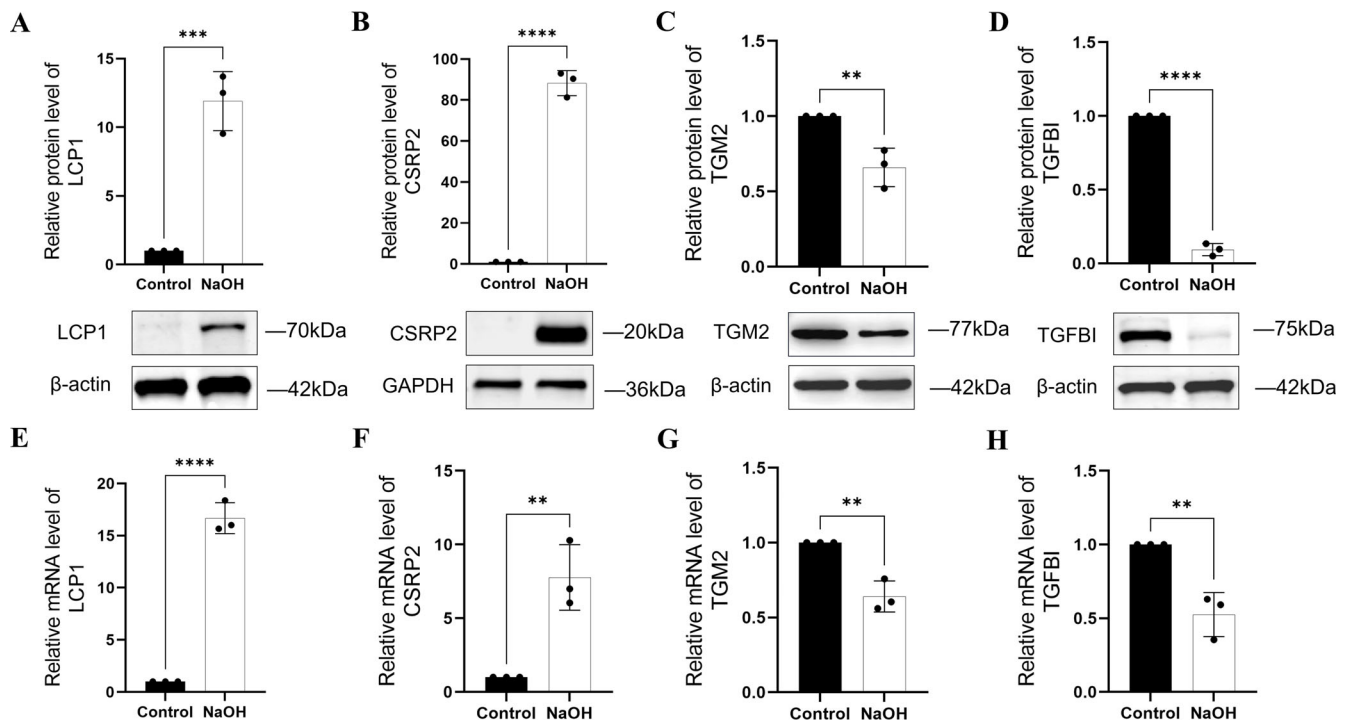 A
Relative protein level of
LCP1
***
15
10
5
0
Control NaOH
LCP1 —70kDa
β-actin —42kDa
B
Relative protein level of
CSRP2
****
100
80
60
40
20
0
Control NaOH
CSRP2 —20kDa
GAPDH —36kDa
C
Relative protein level of
TGM2
**
1.5
1.0
0.5
0.0
Control NaOH
TGM2 —77kDa
β-actin —42kDa
D
Relative protein level of
TGFBI
****
1.5
1.0
0.5
0.0
Control NaOH
TGFBI —75kDa
β-actin —42kDa
E
Relative mRNA level of
LCP1
****
20
15
10
5
0
Control NaOH
F
Relative mRNA level of
CSRP2
**
15
10
5
0
Control NaOH
G
Relative mRNA level of
TGM2
**
1.5
1.0
0.5
0.0
Control NaOH
H
Relative mRNA level of
TGFBI
**
1.5
1.0
0.5
0.0
Control NaOH